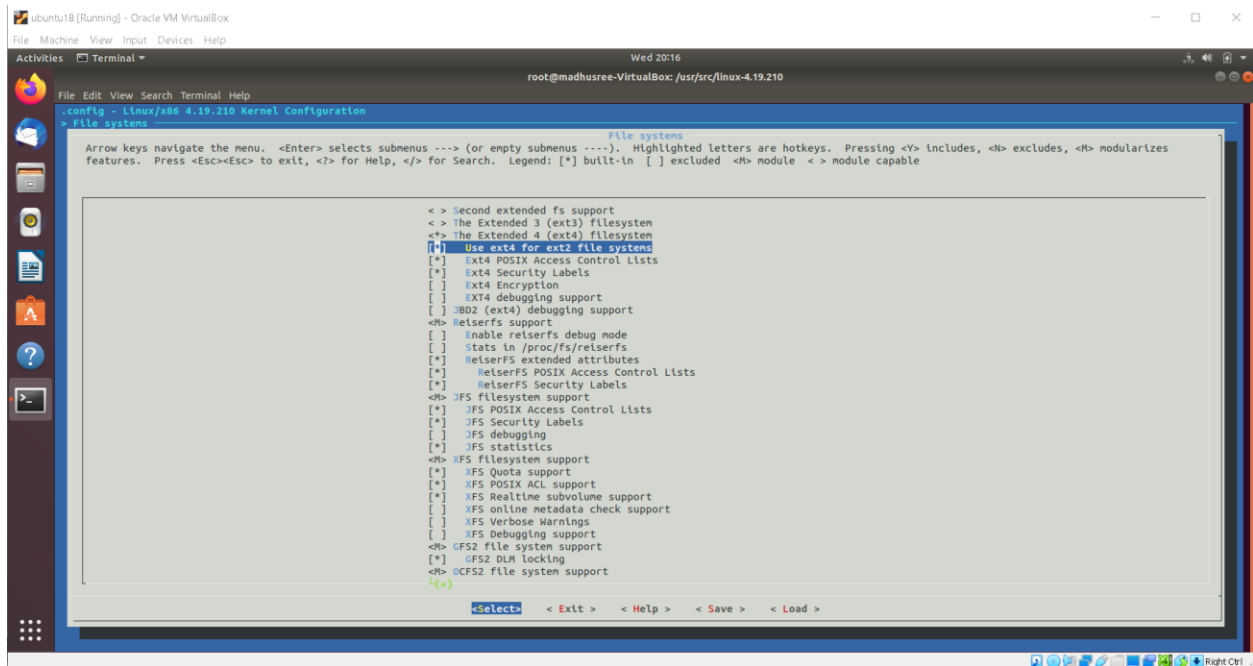 ubuntu18 [Running] - Oracle VM VirtualBox
File Machine View Input Devices Help
Activities Terminal Wed 20:16
root@madhusree-VirtualBox: /usr/src/linux-4.19.210
File Edit View Search Terminal Help
.config - Linux/x86 4.19.210 Kernel Configuration
> File systems
File systems
Arrow keys navigate the menu. <Enter> selects submenus ---> (or empty submenus ----). Highlighted letters are hotkeys. Pressing <Y> includes, <N> excludes, <M> modularizes
features. Press <Esc><Esc> to exit, <?> for Help, </> for Search. Legend: [*] built-in [ ] excluded <M> module < > module capable
< > Second extended fs support
< > The Extended 3 (ext3) filesystem
<*> The Extended 4 (ext4) filesystem
[*] Use ext4 for ext2 file systems
[*] Ext4 POSIX Access Control Lists
[*] Ext4 Security Labels
[ ] Ext4 Encryption
[ ] EXT4 debugging support
[ ] JBD2 (ext4) debugging support
<M> Reiserfs support
[ ] Enable reiserfs debug mode
[ ] Stats in /proc/fs/reiserfs
[*] ReiserFS extended attributes
[*] ReiserFS POSIX Access Control Lists
[*] ReiserFS Security Labels
<M> JFS filesystem support
[*] JFS POSIX Access Control Lists
[*] JFS Security Labels
[ ] JFS debugging
[*] JFS statistics
<M> XFS filesystem support
[*] XFS Quota support
[*] XFS POSIX ACL support
[*] XFS Realtime subvolume support
[ ] XFS online metadata check support
[ ] XFS Verbose Warnings
[ ] XFS Debugging support
<M> GFS2 file system support
[*] GFS2 DLM locking
<M> OCFS2 file system support
┴(+)
<Select> < Exit > < Help > < Save > < Load >
Right Ctrl